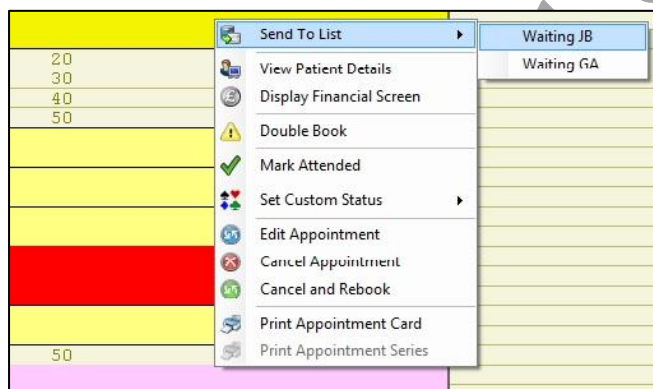 Send To List
Waiting JB
Waiting GA
20
30
40
50
View Patient Details
Display Financial Screen
Double Book
Mark Attended
Set Custom Status
Edit Appointment
Cancel Appointment
Cancel and Rebook
Print Appointment Card
50
Print Appointment Series